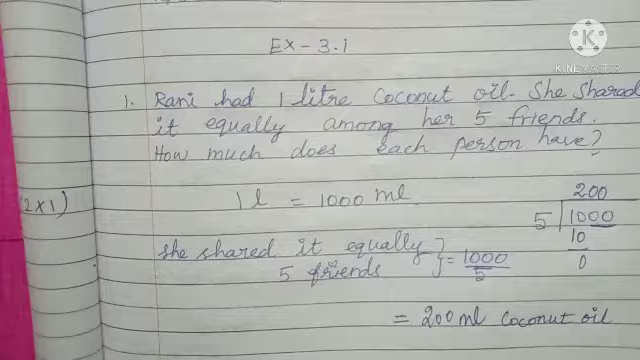 EX - 3.1
K
KINEMASTER
1. Rani had 1 litre Coconut oil. She Shared
it equally among her 5 friends.
How much does each person have?
2x1)
1l = 1000 ml
200
5 1000
10
0
She shared it equally
5 friends } = 1000/5
= 200 ml Coconut oil